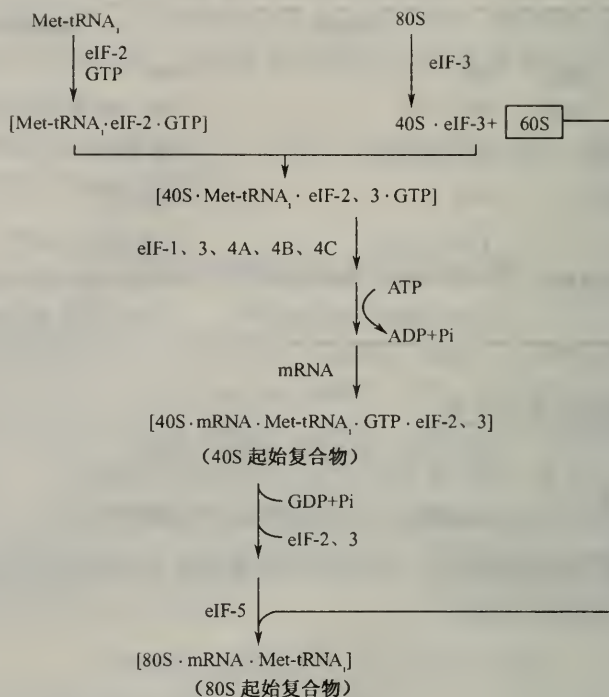 Met-tRNAᵢ
80S
eIF-2
GTP
eIF-3
[Met-tRNAᵢ·eIF-2·GTP]
40S·eIF-3+ 60S
[40S·Met-tRNAᵢ·eIF-2、3·GTP]
eIF-1、3、4A、4B、4C
ATP
ADP+Pi
mRNA
[40S·mRNA·Met-tRNAᵢ·GTP·eIF-2、3]
（40S 起始复合物）
GDP+Pi
eIF-2、3
eIF-5
[80S·mRNA·Met-tRNAᵢ]
（80S 起始复合物）